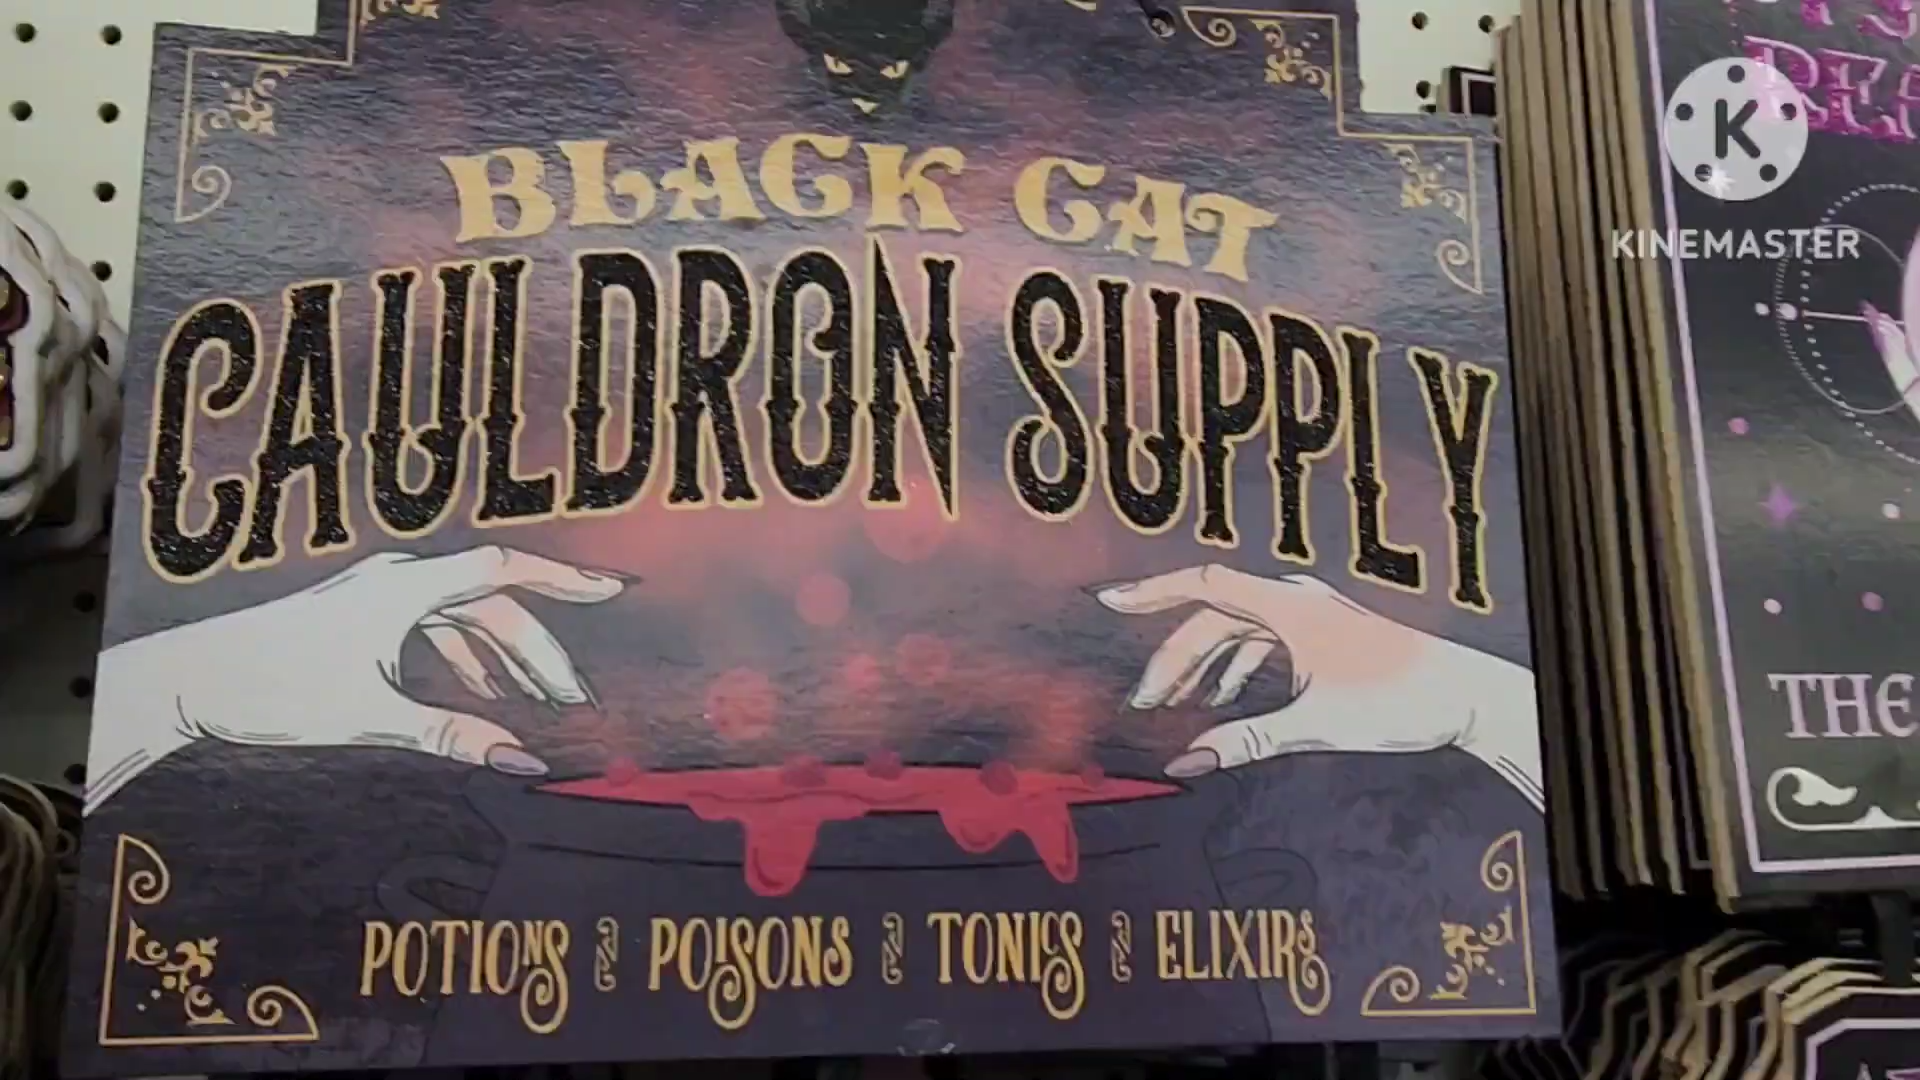 BLACK CAT
CAULDRON SUPPLY
POTIONS POISONS TONICS ELIXIRS
K
KINEMASTER
THE